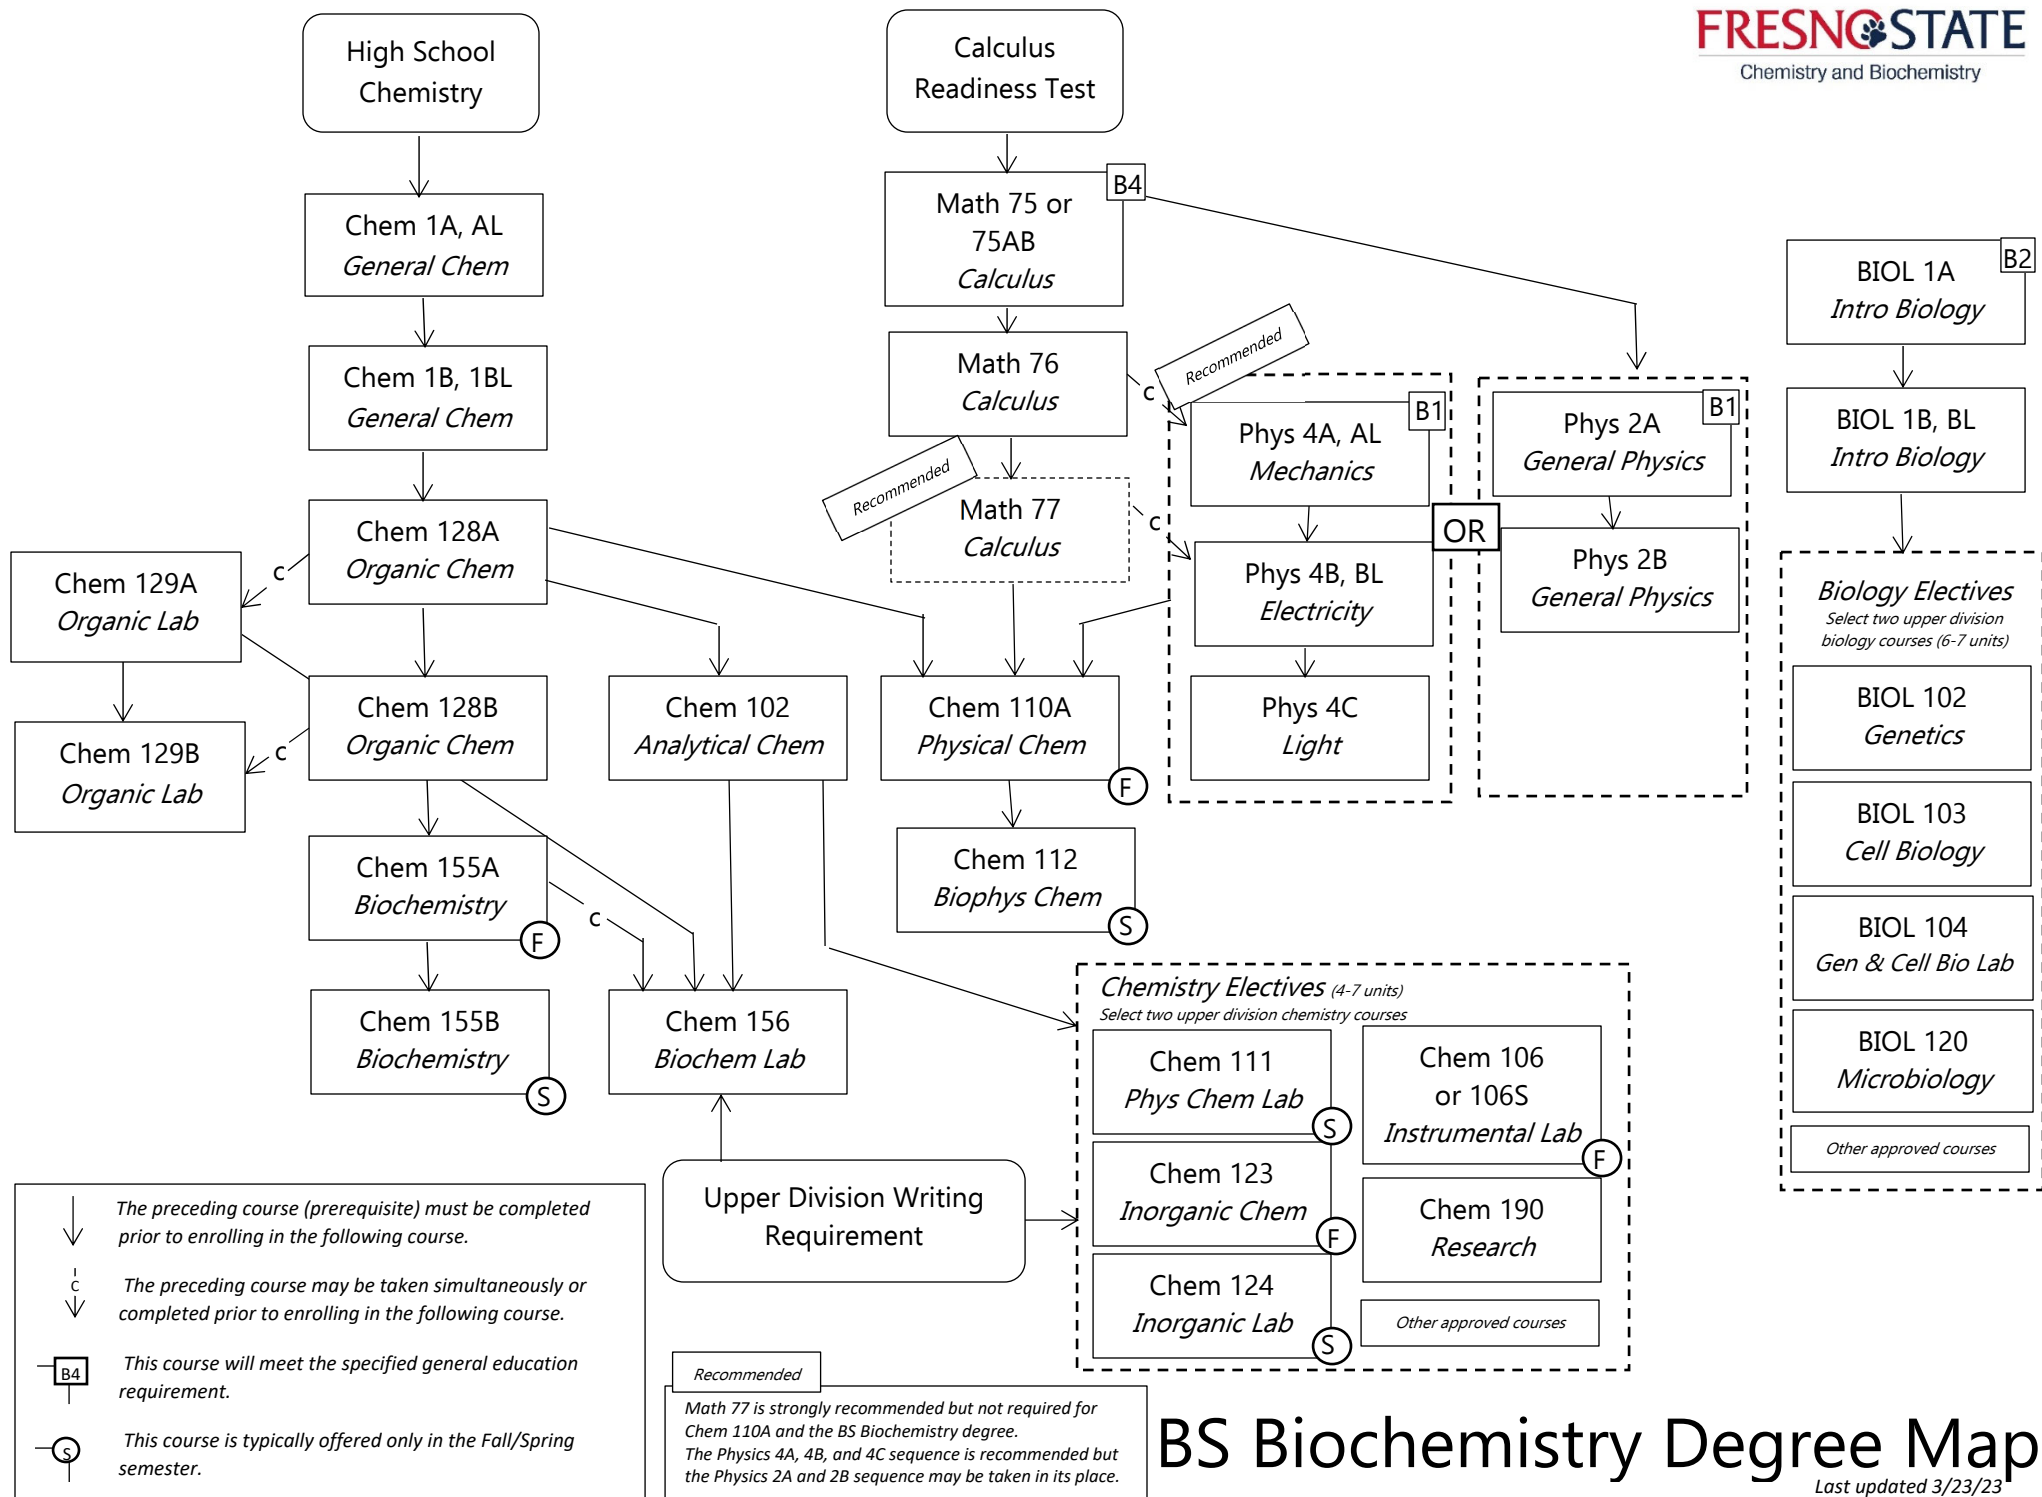 FRESNO STATE
Chemistry and Biochemistry
High School
Chemistry
Calculus
Readiness Test
Chem 1A, AL
General Chem
Math 75 or
75AB
Calculus
B4
BIOL 1A
Intro Biology
B2
Chem 1B, 1BL
General Chem
Math 76
Calculus
Recommended
c
Phys 4A, AL
Mechanics
B1
Phys 2A
General Physics
B1
BIOL 1B, BL
Intro Biology
Recommended
Math 77
Calculus
c
OR
Chem 128A
Organic Chem
c
Chem 129A
Organic Lab
Phys 4B, BL
Electricity
Phys 2B
General Physics
Biology Electives
Select two upper division
biology courses (6-7 units)
Chem 128B
Organic Chem
c
Chem 129B
Organic Lab
Chem 102
Analytical Chem
Chem 110A
Physical Chem
F
Phys 4C
Light
BIOL 102
Genetics
BIOL 103
Cell Biology
Chem 155A
Biochemistry
F
c
Chem 112
Biophys Chem
S
BIOL 104
Gen & Cell Bio Lab
Chem 155B
Biochemistry
S
Chem 156
Biochem Lab
Chemistry Electives (4-7 units)
Select two upper division chemistry courses
Chem 111
Phys Chem Lab
S
Chem 106
or 106S
Instrumental Lab
F
BIOL 120
Microbiology
Other approved courses
Upper Division Writing
Requirement
Chem 123
Inorganic Chem
F
Chem 190
Research
Chem 124
Inorganic Lab
S
Other approved courses
The preceding course (prerequisite) must be completed
prior to enrolling in the following course.
c
The preceding course may be taken simultaneously or
completed prior to enrolling in the following course.
B4
This course will meet the specified general education
requirement.
S
This course is typically offered only in the Fall/Spring
semester.
Recommended
Math 77 is strongly recommended but not required for
Chem 110A and the BS Biochemistry degree.
The Physics 4A, 4B, and 4C sequence is recommended but
the Physics 2A and 2B sequence may be taken in its place.
BS Biochemistry Degree Map
Last updated 3/23/23